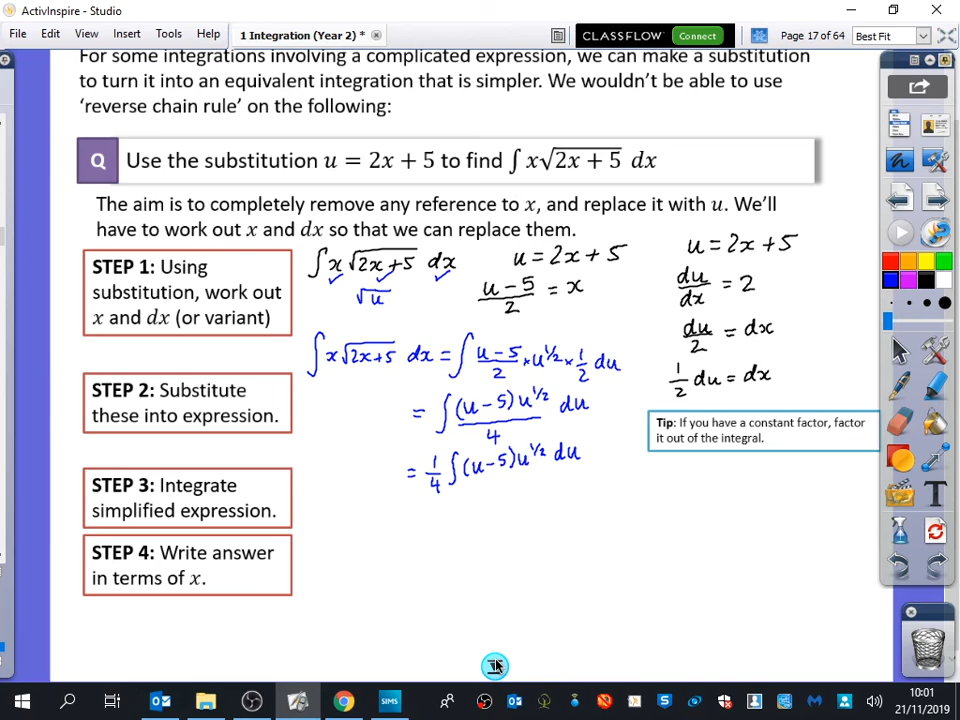 ActivInspire - Studio
File Edit View Insert Tools Help 1 Integration (Year 2) * CLASSFLOW Connect Page 17 of 64 Best Fit
For some integrations involving a complicated expression, we can make a substitution
to turn it into an equivalent integration that is simpler. We wouldn't be able to use
'reverse chain rule' on the following:
Q Use the substitution u = 2x + 5 to find ∫ x√(2x + 5) dx
The aim is to completely remove any reference to x, and replace it with u. We'll
have to work out x and dx so that we can replace them.
STEP 1: Using
substitution, work out
x and dx (or variant)
∫ x √(2x+5) dx
√u
u = 2x + 5
(u - 5)/2 = x
u = 2x + 5
du/dx = 2
du/2 = dx
1/2 du = dx
∫ x √(2x+5) dx = ∫ (u-5)/2 × u^1/2 × 1/2 du
= ∫ (u-5) u^1/2 / 4 du
= 1/4 ∫ (u-5) u^1/2 du
STEP 2: Substitute
these into expression.
Tip: If you have a constant factor, factor
it out of the integral.
STEP 3: Integrate
simplified expression.
STEP 4: Write answer
in terms of x.
SIMS
10:01
21/11/2019